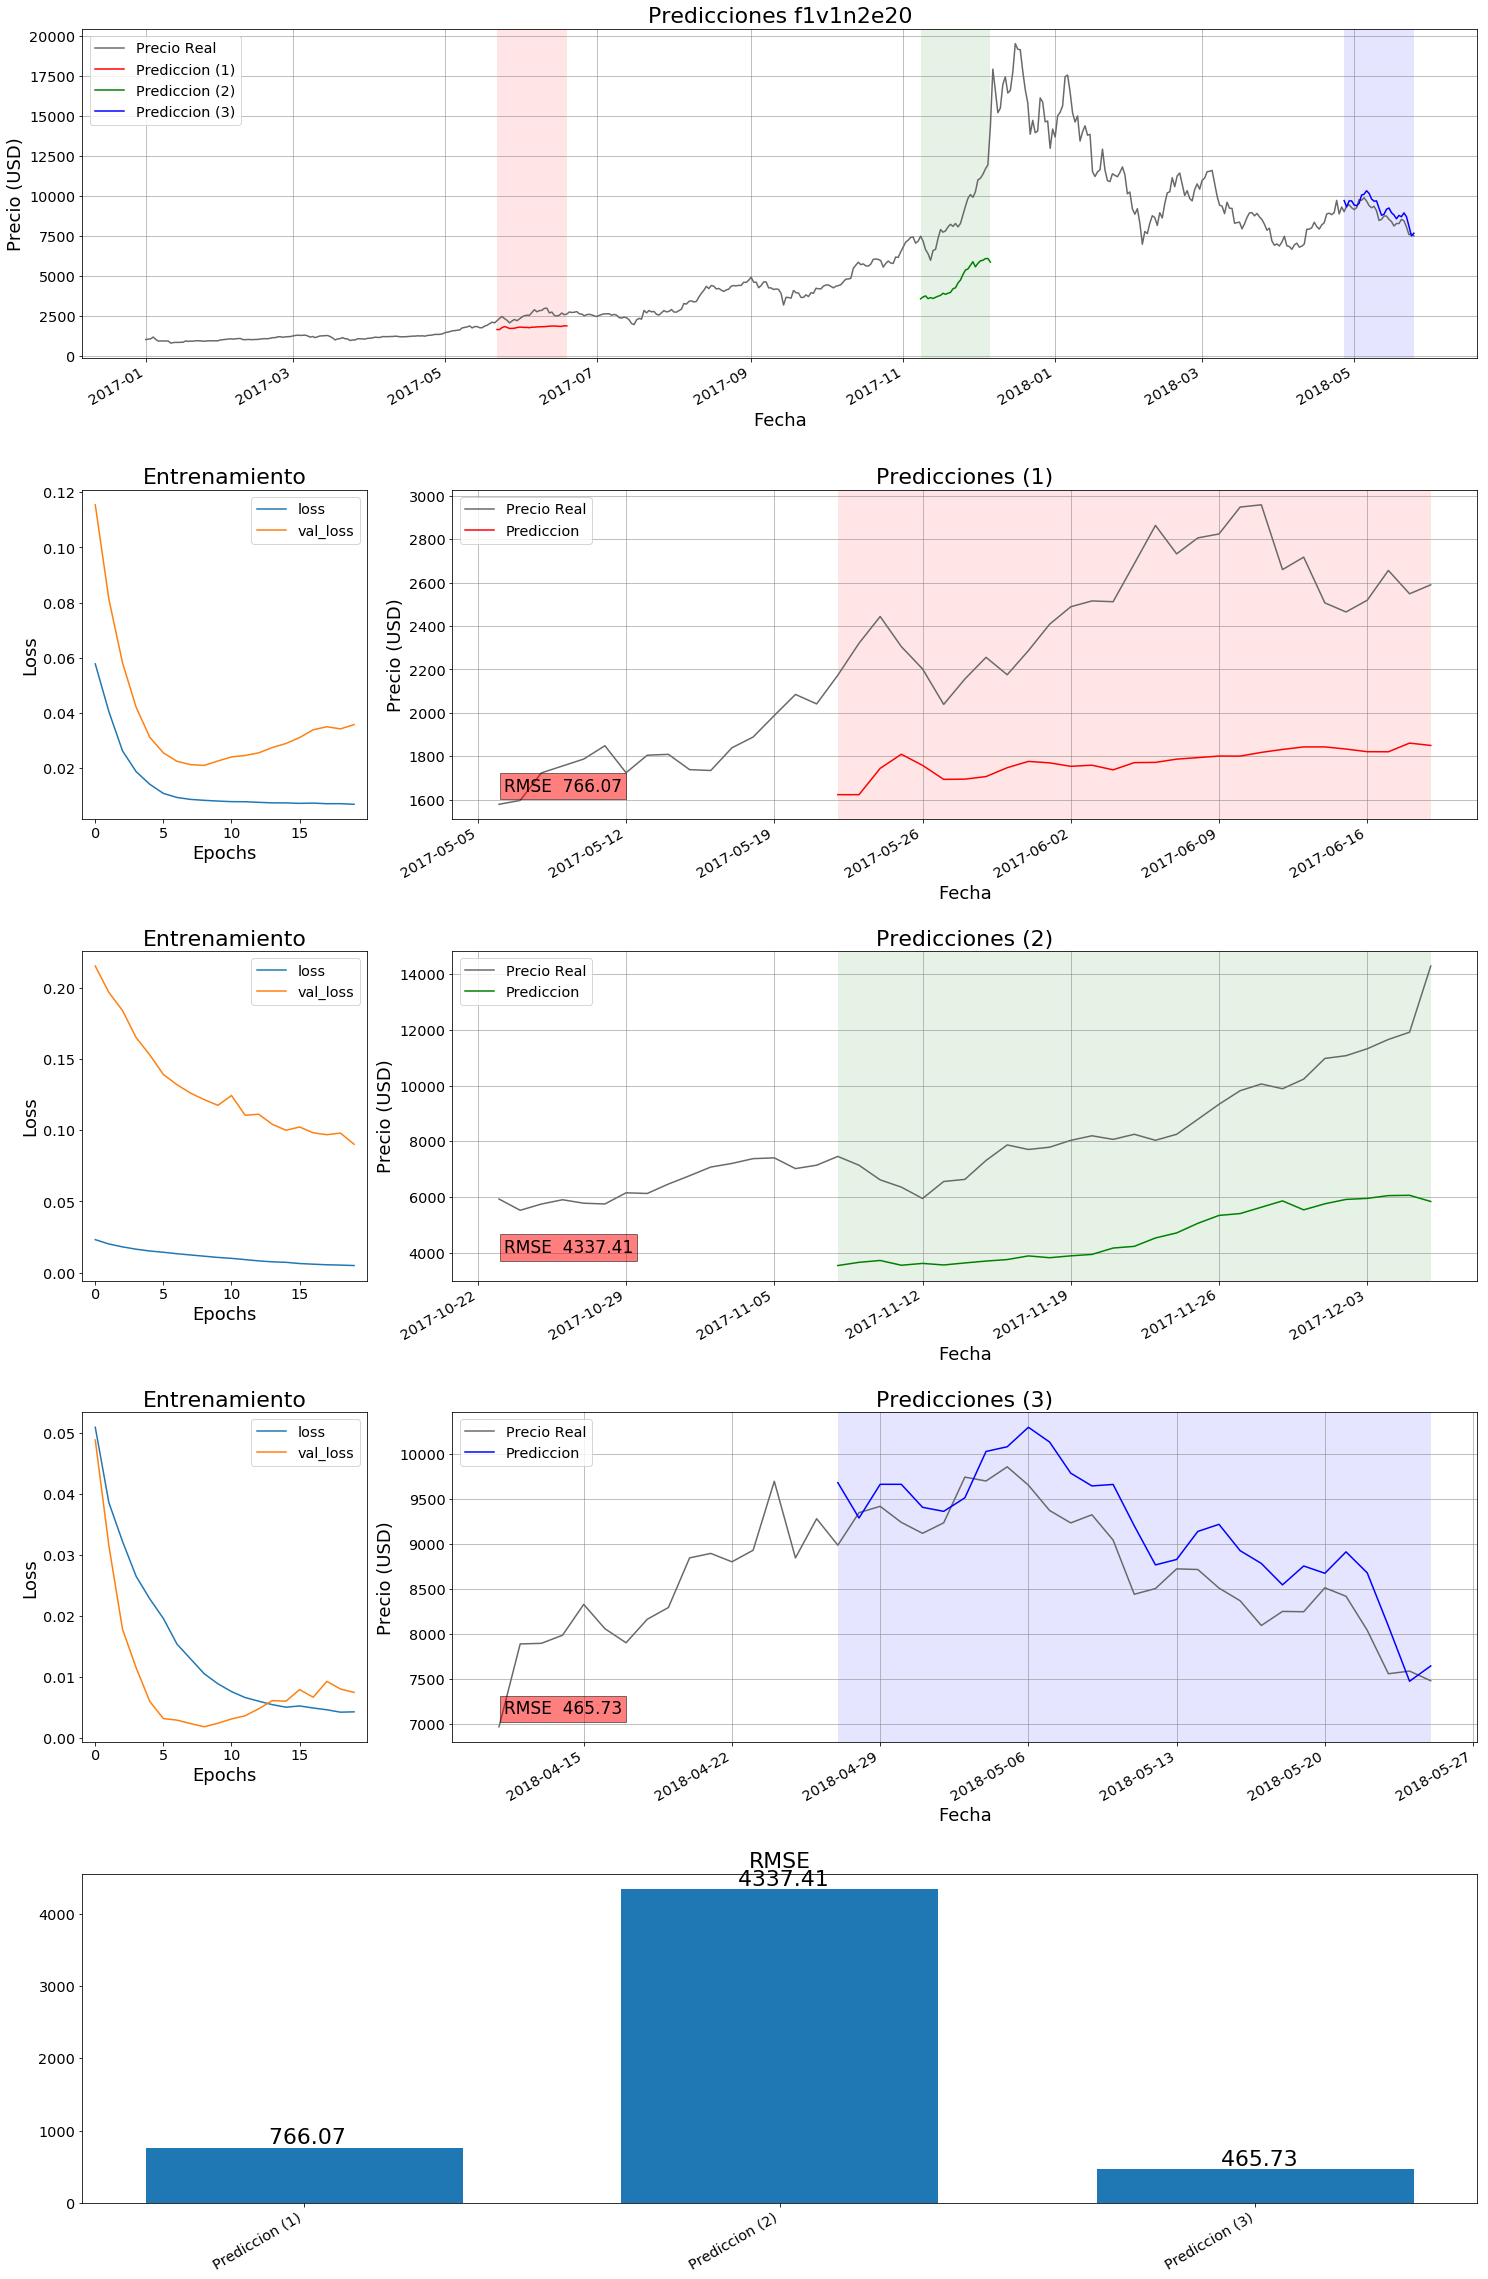 Predicciones f1v1n2e20
Precio (USD)
20000
17500
15000
12500
10000
7500
5000
2500
0
Precio Real
Prediccion (1)
Prediccion (2)
Prediccion (3)
2017-01
2017-03
2017-05
2017-07
2017-09
2017-11
2018-01
2018-03
2018-05
Fecha
Entrenamiento
Loss
0.12
0.10
0.08
0.06
0.04
0.02
loss
val_loss
0
5
10
15
Epochs
Predicciones (1)
Precio (USD)
3000
2800
2600
2400
2200
2000
1800
1600
Precio Real
Prediccion
RMSE 766.07
2017-05-05
2017-05-12
2017-05-19
2017-05-26
2017-06-02
2017-06-09
2017-06-16
Fecha
Entrenamiento
Loss
0.20
0.15
0.10
0.05
0.00
loss
val_loss
0
5
10
15
Epochs
Predicciones (2)
Precio (USD)
14000
12000
10000
8000
6000
4000
Precio Real
Prediccion
RMSE 4337.41
2017-10-22
2017-10-29
2017-11-05
2017-11-12
2017-11-19
2017-11-26
2017-12-03
Fecha
Entrenamiento
Loss
0.05
0.04
0.03
0.02
0.01
0.00
loss
val_loss
0
5
10
15
Epochs
Predicciones (3)
Precio (USD)
10000
9500
9000
8500
8000
7500
7000
Precio Real
Prediccion
RMSE 465.73
2018-04-15
2018-04-22
2018-04-29
2018-05-06
2018-05-13
2018-05-20
2018-05-27
Fecha
RMSE
4000
3000
2000
1000
0
766.07
4337.41
465.73
Prediccion (1)
Prediccion (2)
Prediccion (3)